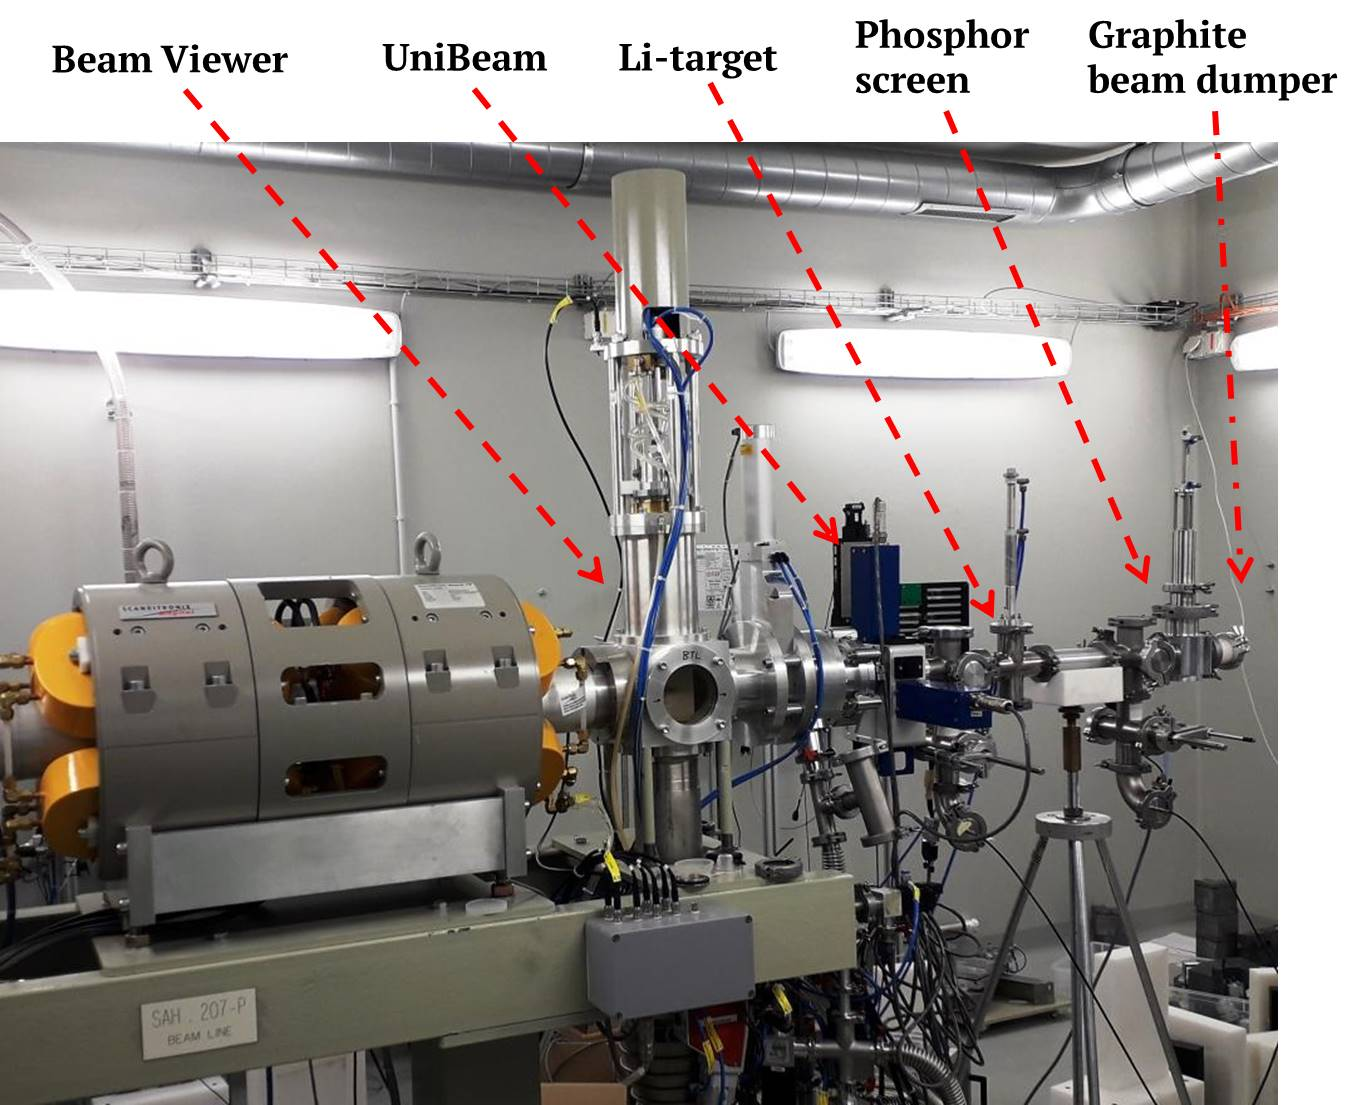 Beam Viewer
UniBeam
Li-target
Phosphor
screen
Graphite
beam dumper
SCANDITRONIX
BTL
SAH . 207-P
BEAM LINE